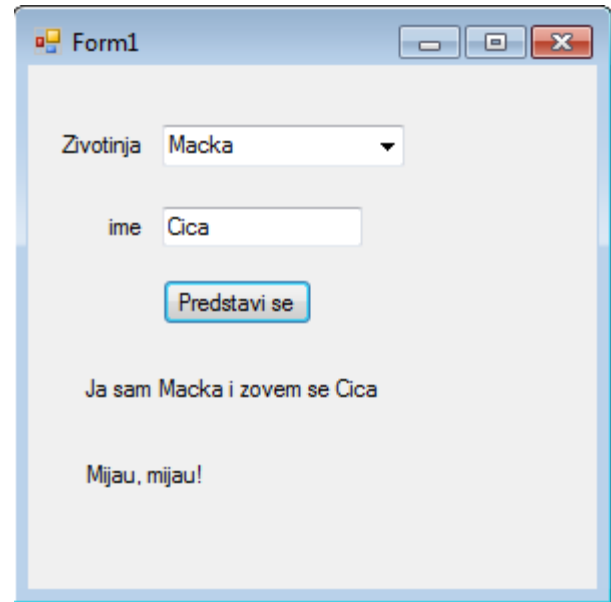 Form1
Zivotinja Macka
ime Cica
Predstavi se
Ja sam Macka i zovem se Cica
Mijau, mijau!